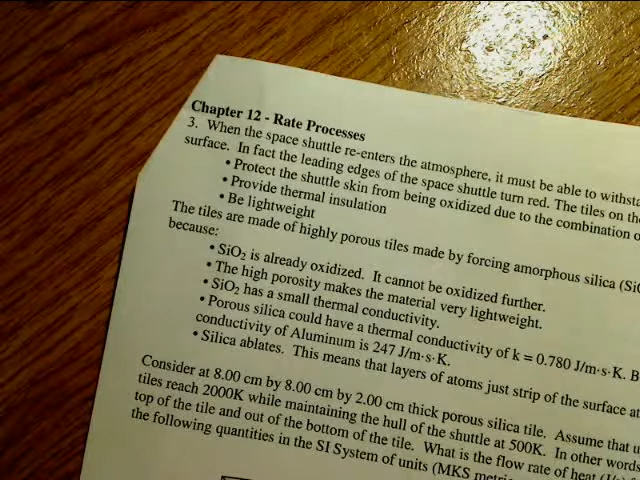 Chapter 12 - Rate Processes
3. When the space shuttle re-enters the atmosphere, it must be able to withsta
surface. In fact the leading edges of the space shuttle turn red. The tiles on the
• Protect the shuttle skin from being oxidized due to the combination o
• Provide thermal insulation
• Be lightweight
The tiles are made of highly porous tiles made by forcing amorphous silica (SiO
because:
• SiO₂ is already oxidized. It cannot be oxidized further.
• The high porosity makes the material very lightweight.
• SiO₂ has a small thermal conductivity.
• Porous silica could have a thermal conductivity of k = 0.780 J/m·s·K. B
conductivity of Aluminum is 247 J/m·s·K.
• Silica ablates. This means that layers of atoms just strip of the surface at
Consider at 8.00 cm by 8.00 cm by 2.00 cm thick porous silica tile. Assume that u
tiles reach 2000K while maintaining the hull of the shuttle at 500K. In other words
top of the tile and out of the bottom of the tile. What is the flow rate of heat (J/s)
the following quantities in the SI System of units (MKS metric